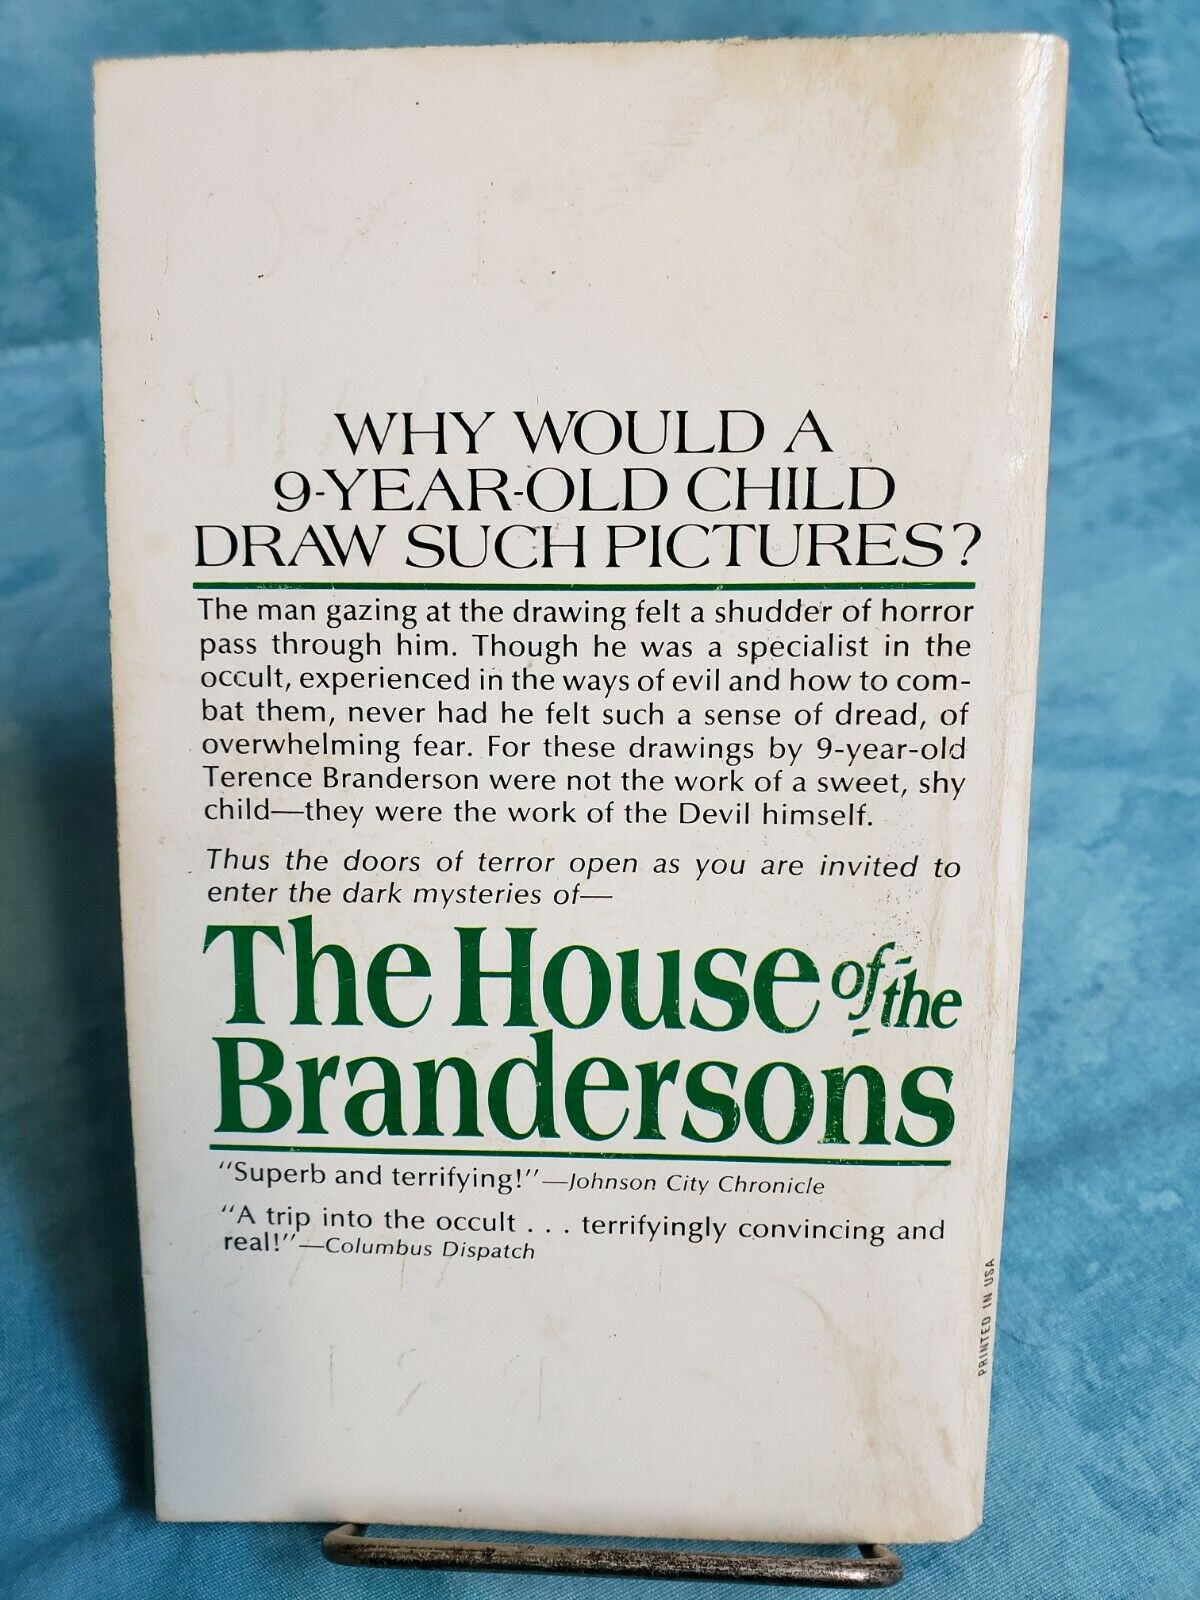 WHY WOULD A
9-YEAR-OLD CHILD
DRAW SUCH PICTURES?
The man gazing at the drawing felt a shudder of horror
pass through him. Though he was a specialist in the
occult, experienced in the ways of evil and how to com-
bat them, never had he felt such a sense of dread, of
overwhelming fear. For these drawings by 9-year-old
Terence Branderson were not the work of a sweet, shy
child—they were the work of the Devil himself.
Thus the doors of terror open as you are invited to
enter the dark mysteries of—
The House of the
Brandersons
"Superb and terrifying!"—Johnson City Chronicle
"A trip into the occult . . . terrifyingly convincing and
real!"—Columbus Dispatch
PRINTED IN USA